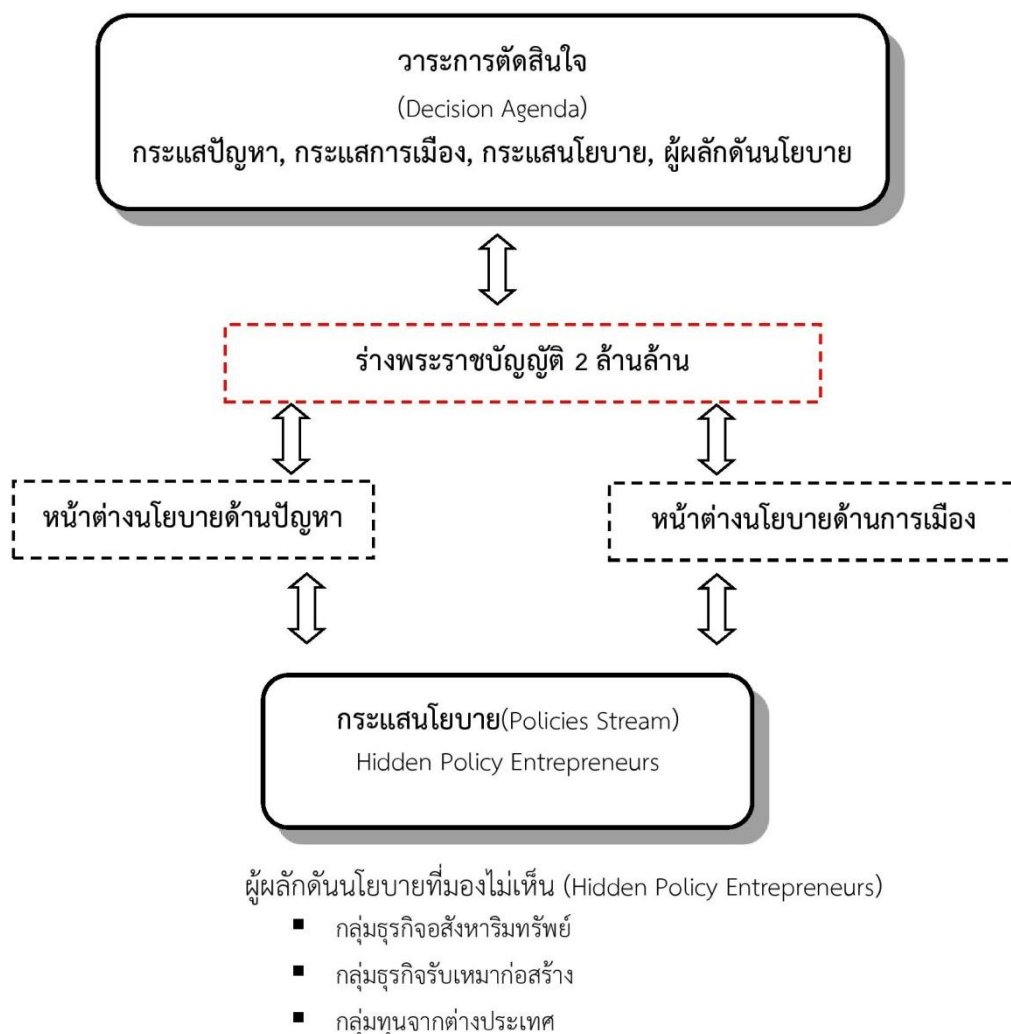 วาระการตัดสินใจ
(Decision Agenda)
กระแสปัญหา, กระแสการเมือง, กระแสนโยบาย, ผู้ผลักดันนโยบาย
ร่างพระราชบัญญัติ 2 ล้านล้าน
หน้าต่างนโยบายด้านปัญหา
หน้าต่างนโยบายด้านการเมือง
กระแสนโยบาย(Policies Stream)
Hidden Policy Entrepreneurs
ผู้ผลักดันนโยบายที่มองไม่เห็น (Hidden Policy Entrepreneurs)
▪ กลุ่มธุรกิจอสังหาริมทรัพย์
▪ กลุ่มธุรกิจรับเหมาก่อสร้าง
▪ กลุ่มทุนจากต่างประเทศ